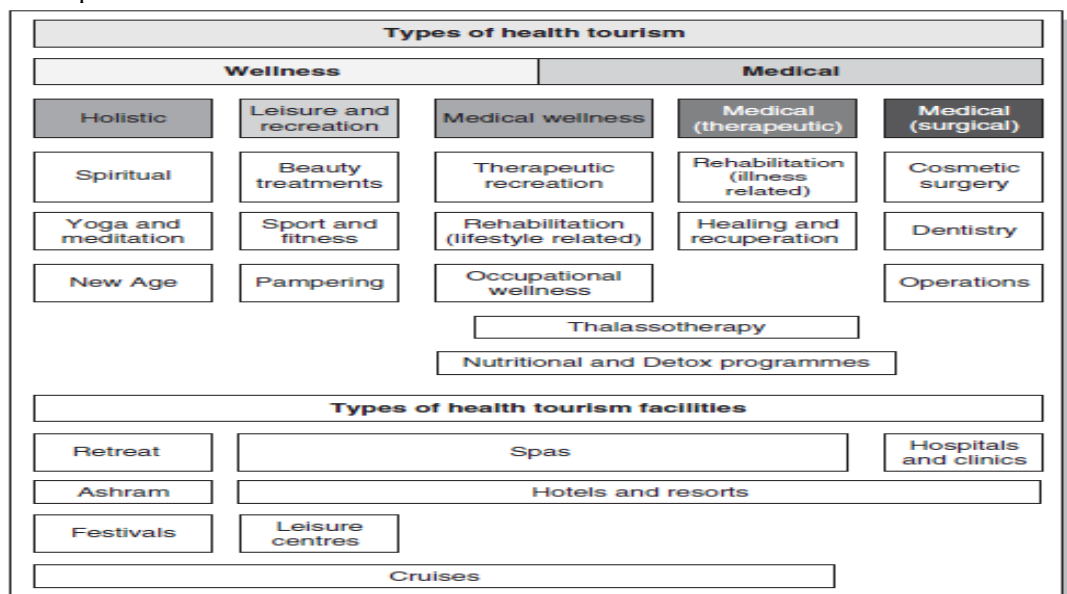 Types of health tourism
Wellness
Medical
Holistic
Leisure and
recreation
Medical wellness
Medical
(therapeutic)
Medical
(surgical)
Spiritual
Beauty
treatments
Therapeutic
recreation
Rehabilitation
(illness
related)
Cosmetic
surgery
Yoga and
meditation
Sport and
fitness
Rehabilitation
(lifestyle related)
Healing and
recuperation
Dentistry
New Age
Pampering
Occupational
wellness
Operations
Thalassotherapy
Nutritional and Detox programmes
Types of health tourism facilities
Retreat
Spas
Hospitals
and clinics
Ashram
Hotels and resorts
Festivals
Leisure
centres
Cruises